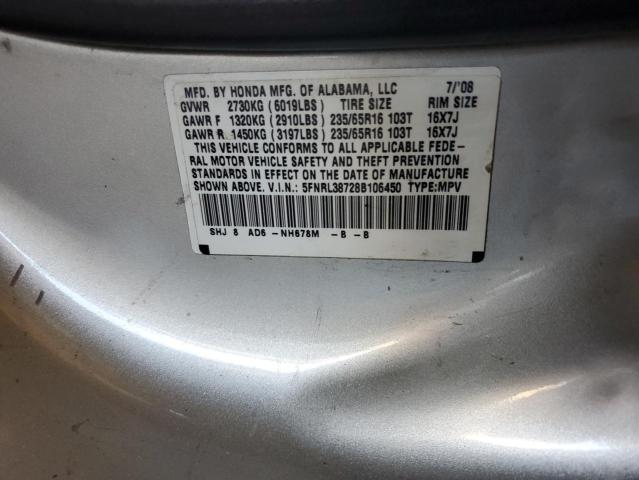 MFD. BY HONDA MFG. OF ALABAMA, LLC 7/'08
GVWR 2730KG (6019LBS) TIRE SIZE RIM SIZE
GAWR F 1320KG (2910LBS) 235/65R16 103T 16X7J
GAWR R 1450KG (3197LBS) 235/65R16 103T 16X7J
THIS VEHICLE CONFORMS TO ALL APPLICABLE FEDE-
RAL MOTOR VEHICLE SAFETY AND THEFT PREVENTION
STANDARDS IN EFFECT ON THE DATE OF MANUFACTURE
SHOWN ABOVE. V.I.N.: 5FNRL38728B106450 TYPE:MPV
SHJ 8 AD6 -NH678M -B -B